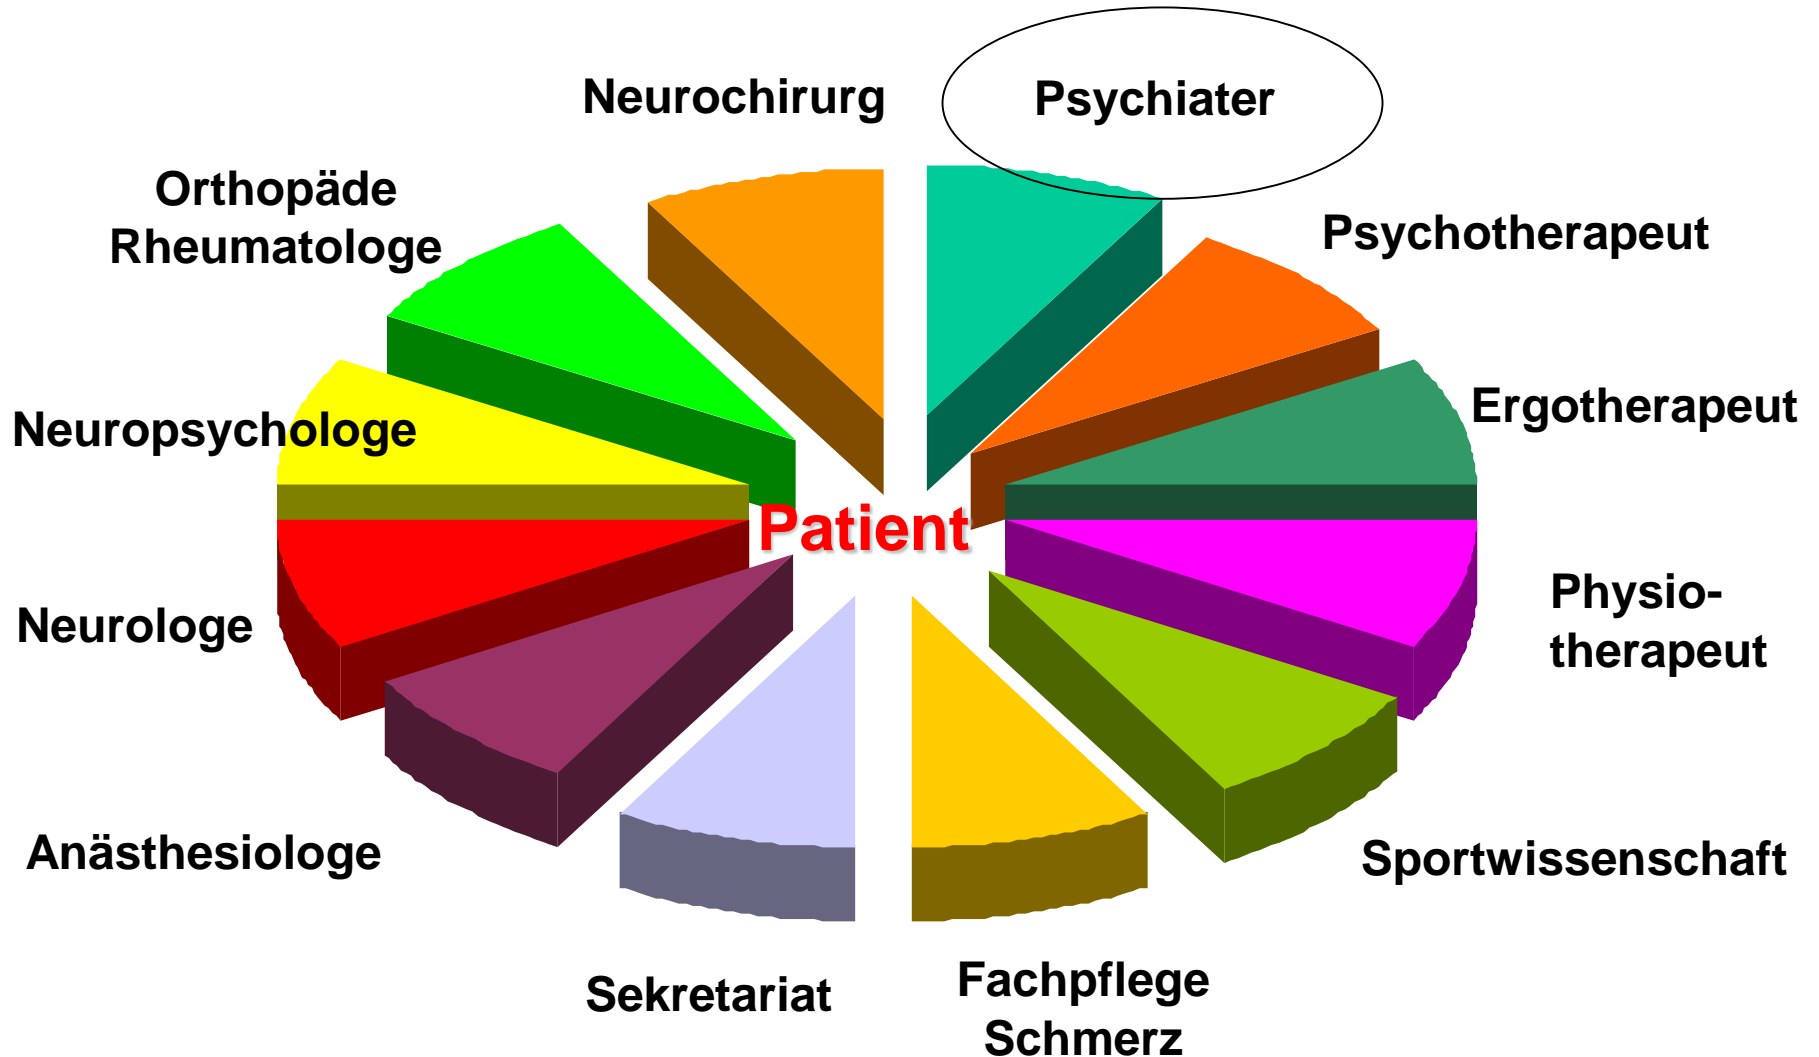 Neurochirurg
Psychiater
Orthopäde
Rheumatologe
Psychotherapeut
Neuropsychologe
Ergotherapeut
Patient
Neurologe
Physio-
therapeut
Anästhesiologe
Sportwissenschaft
Sekretariat
Fachpflege
Schmerz